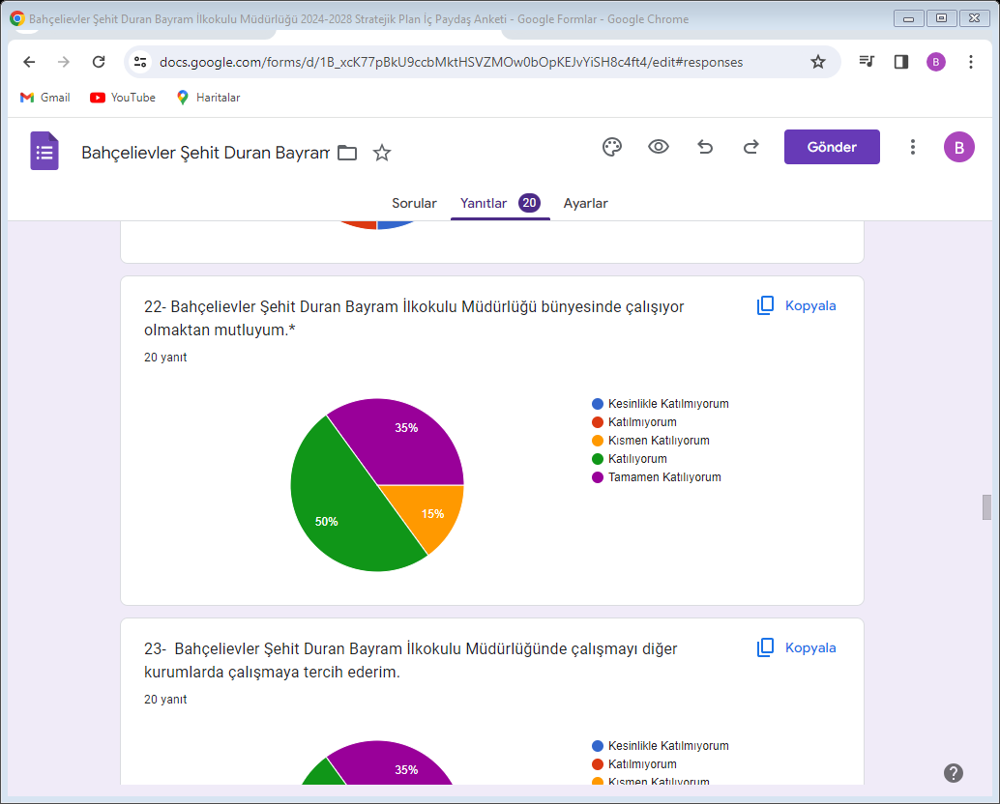 Bahçelievler Şehit Duran Bayram İlkokulu Müdürlüğü 2024-2028 Stratejik Plan İç Paydaş Anketi - Google Formlar - Google Chrome
docs.google.com/forms/d/1B_xcK77pBkU9ccbMktHSVZMOw0bOpKEJvYiSH8c4ft4/edit#responses
B
Gmail
YouTube
Haritalar
Bahçelievler Şehit Duran Bayram
Gönder
B
Sorular
Yanıtlar 20
Ayarlar
22- Bahçelievler Şehit Duran Bayram İlkokulu Müdürlüğü bünyesinde çalışıyor
olmaktan mutluyum.*
Kopyala
20 yanıt
35%
50%
15%
Kesinlikle Katılmıyorum
Katılmıyorum
Kısmen Katılıyorum
Katılıyorum
Tamamen Katılıyorum
23- Bahçelievler Şehit Duran Bayram İlkokulu Müdürlüğünde çalışmayı diğer
kurumlarda çalışmaya tercih ederim.
Kopyala
20 yanıt
35%
Kesinlikle Katılmıyorum
Katılmıyorum
Kısmen Katılıyorum